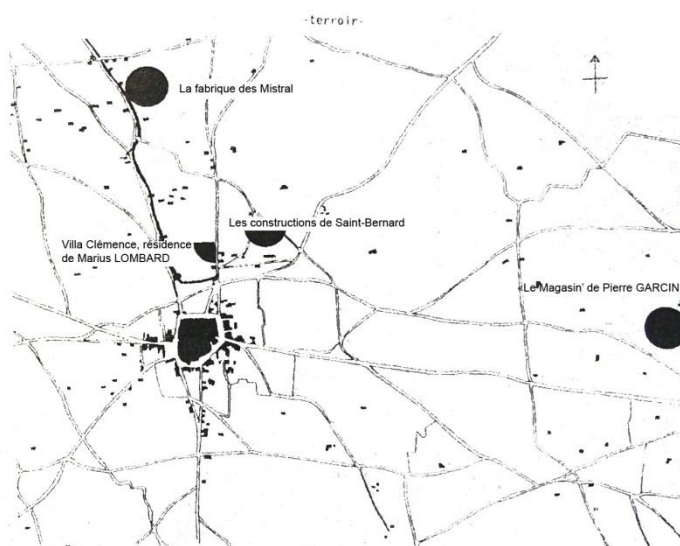 -terroir-
La fabrique des Mistral
Les constructions de Saint-Bernard
Villa Clémence, résidence
de Marius LOMBARD
'Le Magasin' de Pierre GARCIN